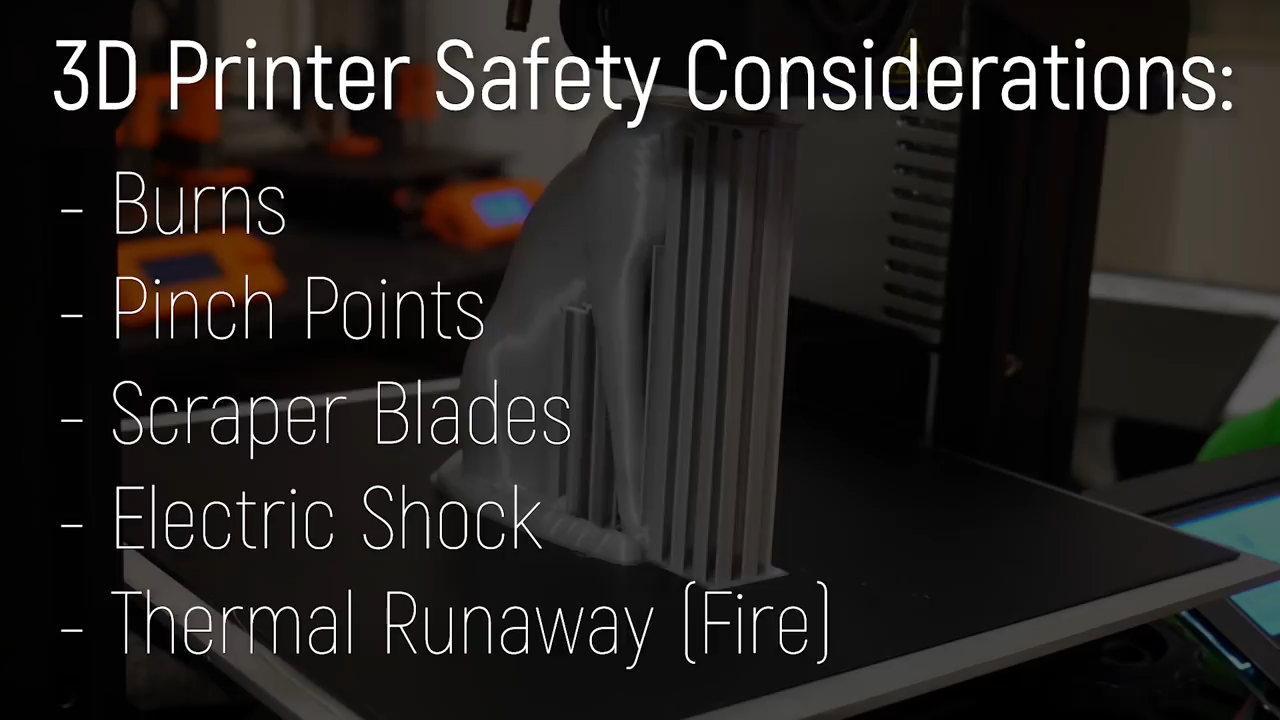 3D Printer Safety Considerations:
- Burns
- Pinch Points
- Scraper Blades
- Electric Shock
- Thermal Runaway (Fire)